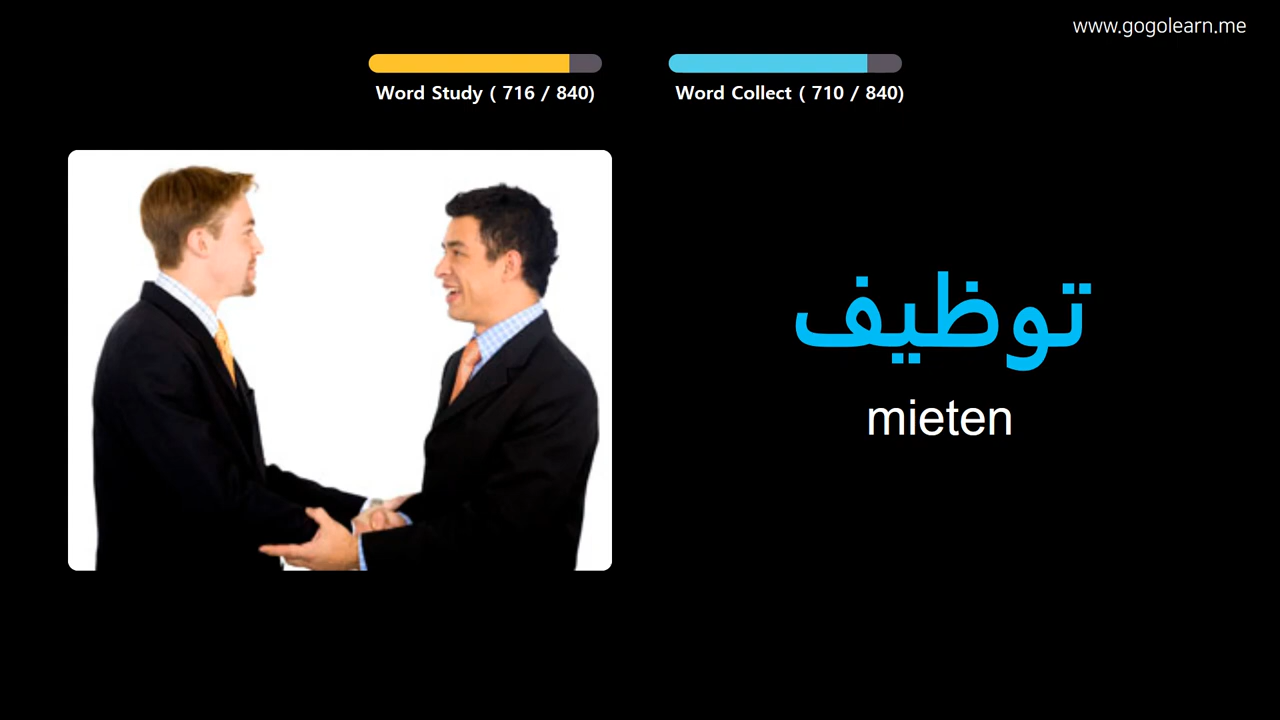 www.gogolearn.me
Word Study ( 716 / 840)
Word Collect ( 710 / 840)
توظيف
mieten